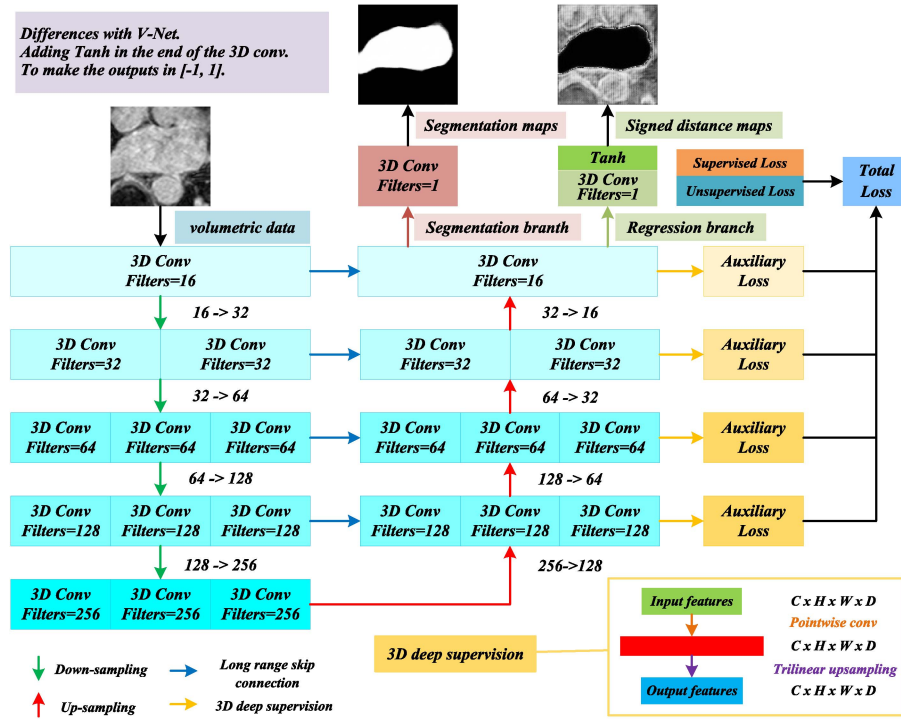 Differences with V-Net.
Adding Tanh in the end of the 3D conv.
To make the outputs in [-1, 1].
Segmentation maps
Signed distance maps
3D Conv
Filters=1
Tanh
3D Conv
Filters=1
Supervised Loss
Unsupervised Loss
Total
Loss
volumetric data
Segmentation branth
Regression branch
3D Conv
Filters=16
3D Conv
Filters=16
Auxiliary
Loss
16 -> 32
32 -> 16
3D Conv
Filters=32
3D Conv
Filters=32
3D Conv
Filters=32
3D Conv
Filters=32
Auxiliary
Loss
32 -> 64
64 -> 32
3D Conv
Filters=64
3D Conv
Filters=64
3D Conv
Filters=64
3D Conv
Filters=64
3D Conv
Filters=64
3D Conv
Filters=64
Auxiliary
Loss
64 -> 128
128 -> 64
3D Conv
Filters=128
3D Conv
Filters=128
3D Conv
Filters=128
3D Conv
Filters=128
3D Conv
Filters=128
3D Conv
Filters=128
Auxiliary
Loss
128 -> 256
256->128
3D Conv
Filters=256
3D Conv
Filters=256
3D Conv
Filters=256
Down-sampling
Long range skip
connection
Up-sampling
3D deep supervision
3D deep supervision
Input features
C x H x W x D
Pointwise conv
C x H x W x D
Trilinear upsampling
Output features
C x H x W x D